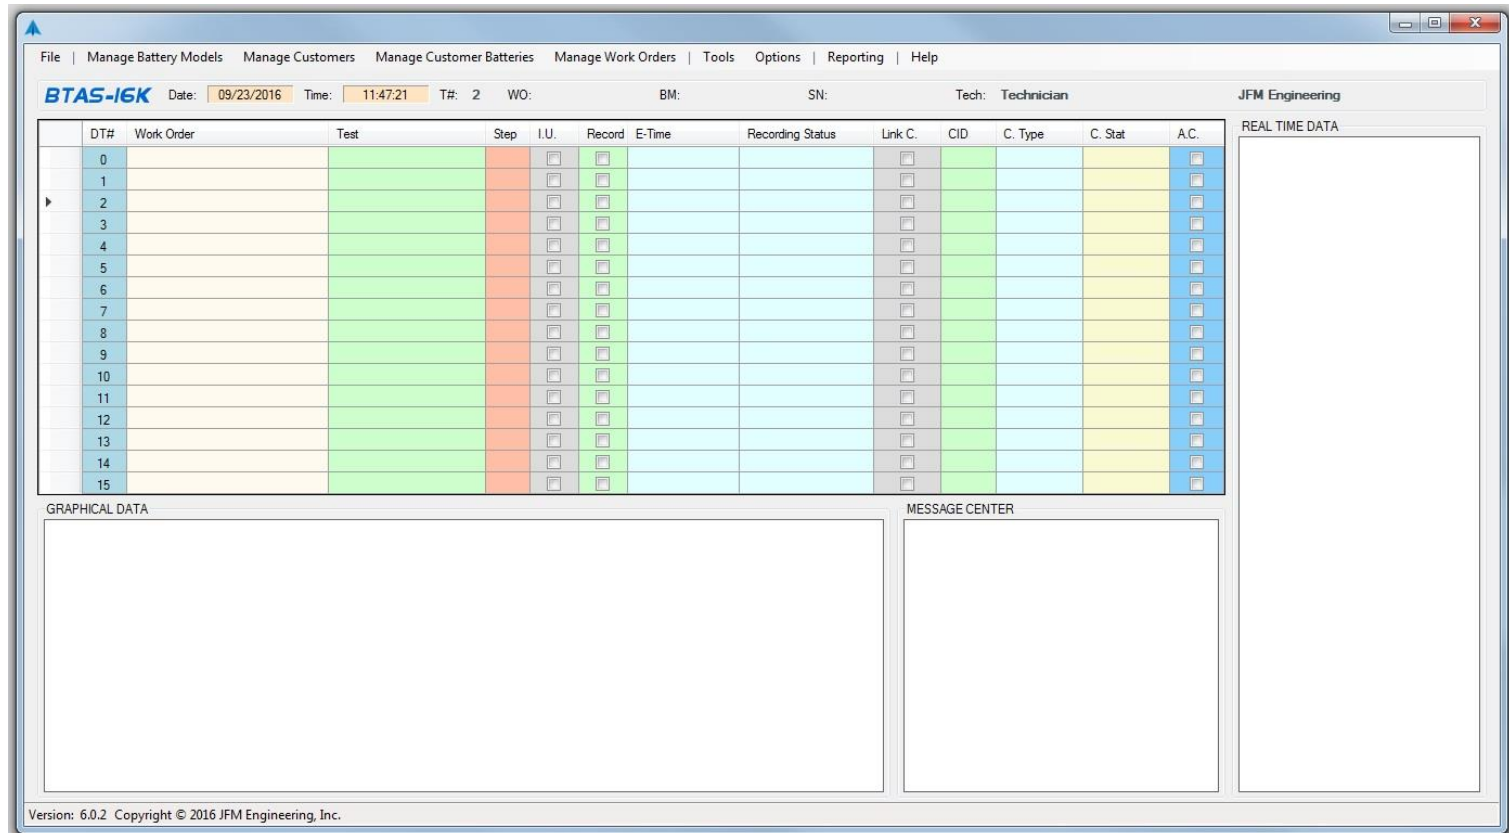 File | Manage Battery Models Manage Customers Manage Customer Batteries Manage Work Orders | Tools Options | Reporting | Help
BTAS-16K Date: 09/23/2016 Time: 11:47:21 T#: 2 WO: BM: SN: Tech: Technician JFM Engineering
DT# Work Order Test Step I.U. Record E-Time Recording Status Link C. CID C. Type C. Stat A.C.
REAL TIME DATA
0
1
2
3
4
5
6
7
8
9
10
11
12
13
14
15
GRAPHICAL DATA
MESSAGE CENTER
Version: 6.0.2 Copyright © 2016 JFM Engineering, Inc.